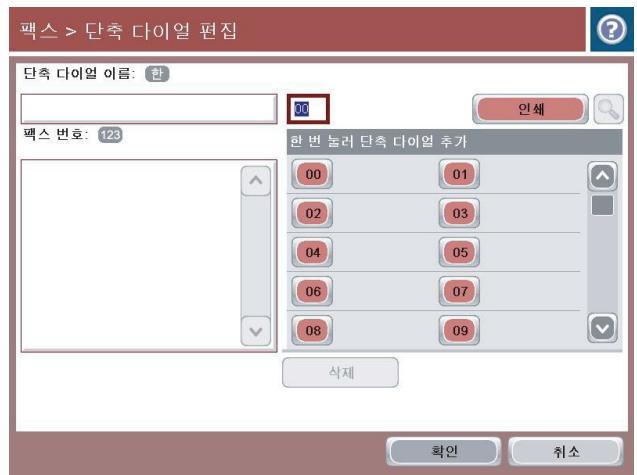 팩스 > 단축 다이얼 편집
?
단축 다이얼 이름: 한
00
인쇄
팩스 번호: 123
한 번 눌러 단축 다이얼 추가
00 01
02 03
04 05
06 07
08 09
삭제
확인 취소